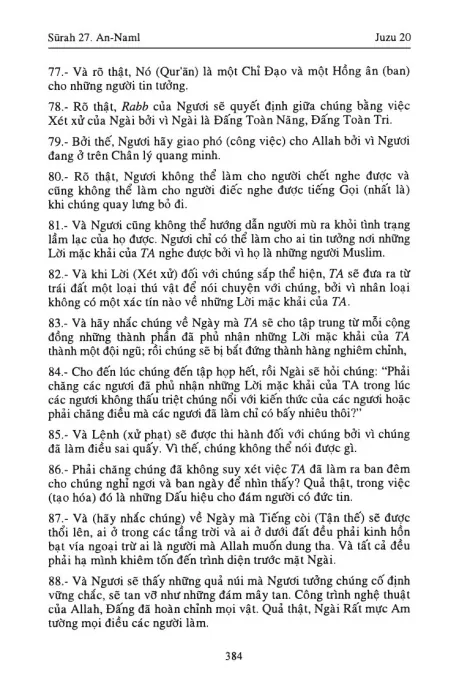 Sūrah 27. An-Naml Juzu 20
77.- Và rõ thật, Nó (Qur'ān) là một Chỉ Đạo và một Hồng ân (ban)
cho những người tin tưởng.
78.- Rõ thật, Rabb của Ngươi sẽ quyết định giữa chúng bằng việc
Xét xử của Ngài bởi vì Ngài là Đấng Toàn Năng, Đấng Toàn Tri.
79.- Bởi thế, Ngươi hãy giao phó (công việc) cho Allah bởi vì Ngươi
đang ở trên Chân lý quang minh.
80.- Rõ thật, Ngươi không thể làm cho người chết nghe được và
cũng không thể làm cho người điếc nghe được tiếng Gọi (nhất là)
khi chúng quay lưng bỏ đi.
81.- Và Ngươi cũng không thể hướng dẫn người mù ra khỏi tình trạng
lầm lạc của họ được. Ngươi chỉ có thể làm cho ai tin tưởng nơi những
Lời mặc khải của TA nghe được bởi vì họ là những người Muslim.
82.- Và khi Lời (Xét xử) đối với chúng sắp thể hiện, TA sẽ đưa ra từ
trái đất một loại thú vật để nói chuyện với chúng, bởi vì nhân loại
không có một xác tín nào về những Lời mặc khải của TA.
83.- Và hãy nhắc chúng về Ngày mà TA sẽ cho tập trung từ mỗi cộng
đồng những thành phần đã phủ nhận những Lời mặc khải của TA
thành một đội ngũ; rồi chúng sẽ bị bắt đứng thành hàng nghiêm chỉnh,
84.- Cho đến lúc chúng đến tập họp hết, rồi Ngài sẽ hỏi chúng: “Phải
chăng các ngươi đã phủ nhận những Lời mặc khải của TA trong lúc
các ngươi không thấu triệt chúng nổi với kiến thức của các ngươi hoặc
phải chăng điều mà các ngươi đã làm chỉ có bấy nhiêu thôi?”
85.- Và Lệnh (xử phạt) sẽ được thi hành đối với chúng bởi vì chúng
đã làm điều sai quấy. Vì thế, chúng không thể nói được gì.
86.- Phải chăng chúng đã không suy xét việc TA đã làm ra ban đêm
cho chúng nghỉ ngơi và ban ngày để nhìn thấy? Quả thật, trong việc
(tạo hóa) đó là những Dấu hiệu cho đám người có đức tin.
87.- Và (hãy nhắc chúng) về Ngày mà Tiếng còi (Tận thế) sẽ được
thổi lên, ai ở trong các tầng trời và ai ở dưới đất đều phải kinh hồn
bạt vía ngoại trừ ai là người mà Allah muốn dung tha. Và tất cả đều
phải hạ mình khiêm tốn đến trình diện trước mặt Ngài.
88.- Và Ngươi sẽ thấy những quả núi mà Ngươi tưởng chúng cố định
vững chắc, sẽ tan vỡ như những đám mây tan. Công trình nghệ thuật
của Allah, Đấng đã hoàn chỉnh mọi vật. Quả thật, Ngài Rất mực Am
tường mọi điều các người làm.
384